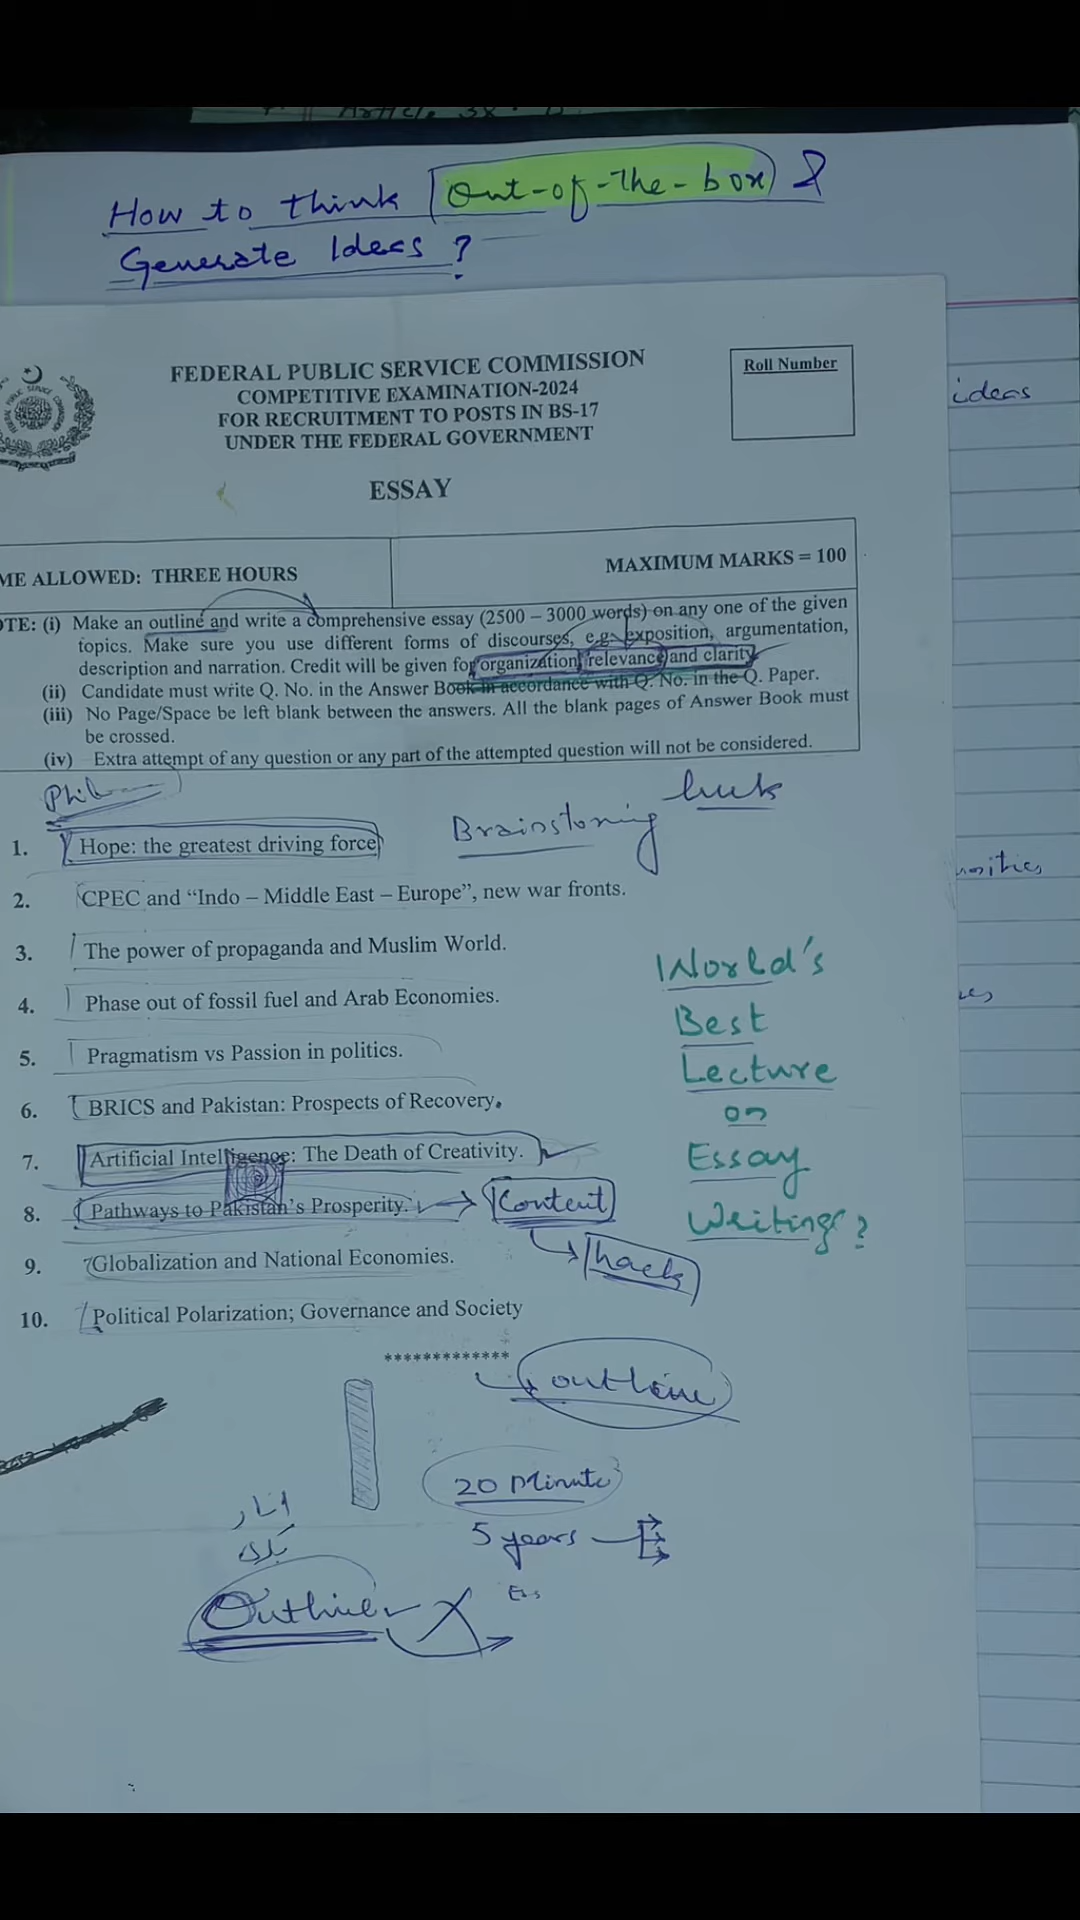 How to think Out-of-the-box &
Generate Ideas?
FEDERAL PUBLIC SERVICE COMMISSION
COMPETITIVE EXAMINATION-2024
FOR RECRUITMENT TO POSTS IN BS-17
UNDER THE FEDERAL GOVERNMENT
Roll Number
ideas
ESSAY
ME ALLOWED: THREE HOURS
MAXIMUM MARKS = 100
OTE: (i) Make an outline and write a comprehensive essay (2500 – 3000 words) on any one of the given
topics. Make sure you use different forms of discourses, e.g. exposition, argumentation,
description and narration. Credit will be given for organization, relevance and clarity.
(ii) Candidate must write Q. No. in the Answer Book in accordance with Q. No. in the Q. Paper.
(iii) No Page/Space be left blank between the answers. All the blank pages of Answer Book must
be crossed.
(iv) Extra attempt of any question or any part of the attempted question will not be considered.
Brainstoning
1. Hope: the greatest driving force
2. CPEC and “Indo – Middle East – Europe”, new war fronts.
3. The power of propaganda and Muslim World.
4. Phase out of fossil fuel and Arab Economies.
5. Pragmatism vs Passion in politics.
6. BRICS and Pakistan: Prospects of Recovery.
7. Artificial Intelligence: The Death of Creativity.
8. Pathways to Pakistan’s Prosperity. Content
9. Globalization and National Economies. hack
10. Political Polarization; Governance and Society
World's
Best
Lecture
on
Essay
Writing?
*************
outline
20 Minute
5 years
انار
بکری
Outline